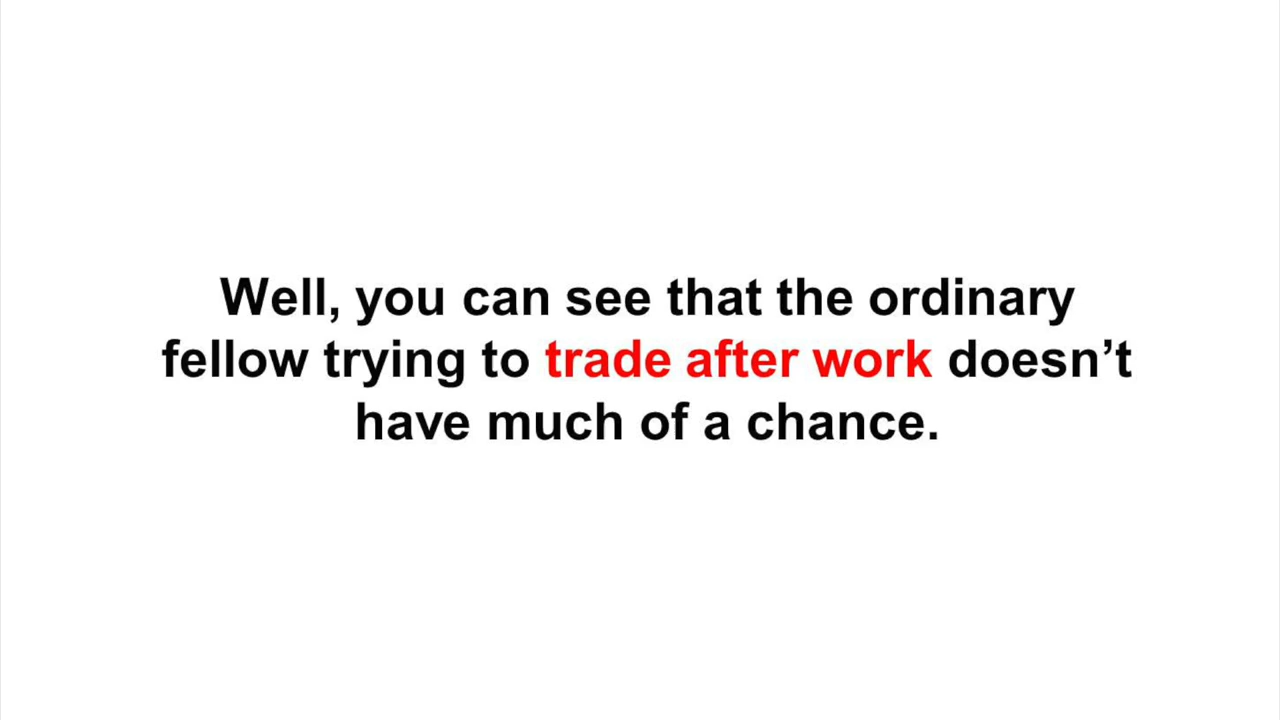 Well, you can see that the ordinary
fellow trying to trade after work doesn’t
have much of a chance.